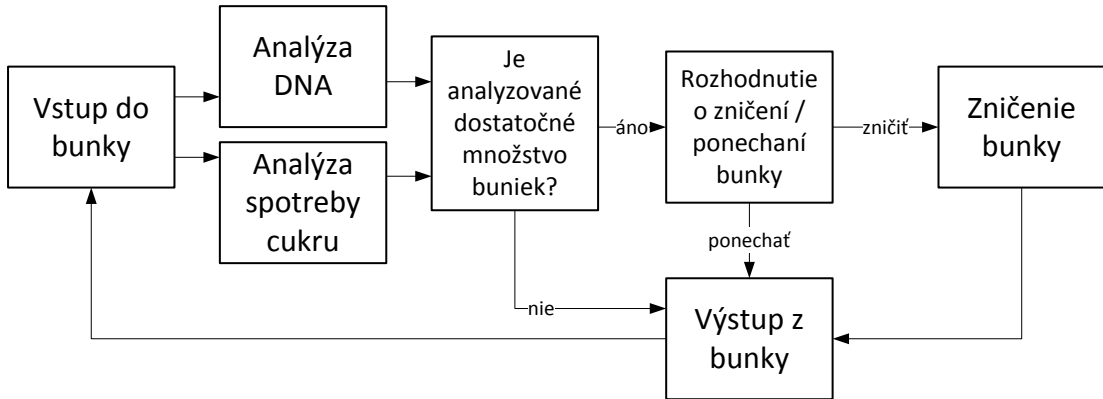 Vstup do
bunky
Analýza
DNA
Analýza
spotreby
cukru
Je
analyzované
dostatočné
množstvo
buniek?
áno
nie
Rozhodnutie
o zničení /
ponechaní
bunky
zničiť
ponechať
Zničenie
bunky
Výstup z
bunky